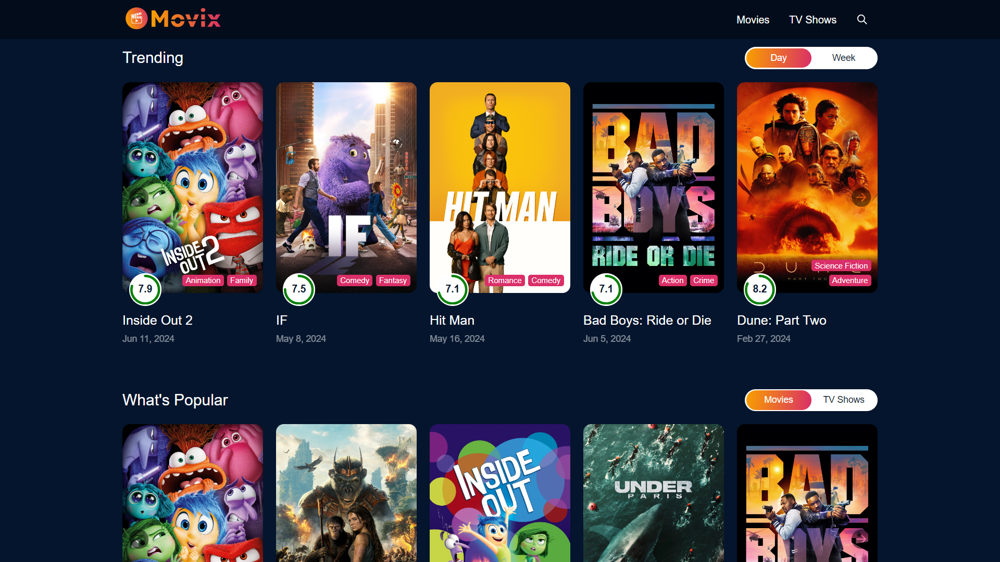 Movix
Movies
TV Shows
Trending
Day
Week
INSIDE
OUT 2
Animation
Family
7.9
Inside Out 2
Jun 11, 2024
RADIO CITY
IF
Comedy
Fantasy
7.5
IF
May 8, 2024
HIT MAN
Romance
Comedy
7.1
Hit Man
May 16, 2024
BAD
BOYS
RIDE OR DIE
Action
Crime
7.1
Bad Boys: Ride or Die
Jun 5, 2024
Science Fiction
PART TWO
Adventure
8.2
Dune: Part Two
Feb 27, 2024
What's Popular
Movies
TV Shows
INSIDE
OUT
UNDER
PARIS
BAD
BOYS